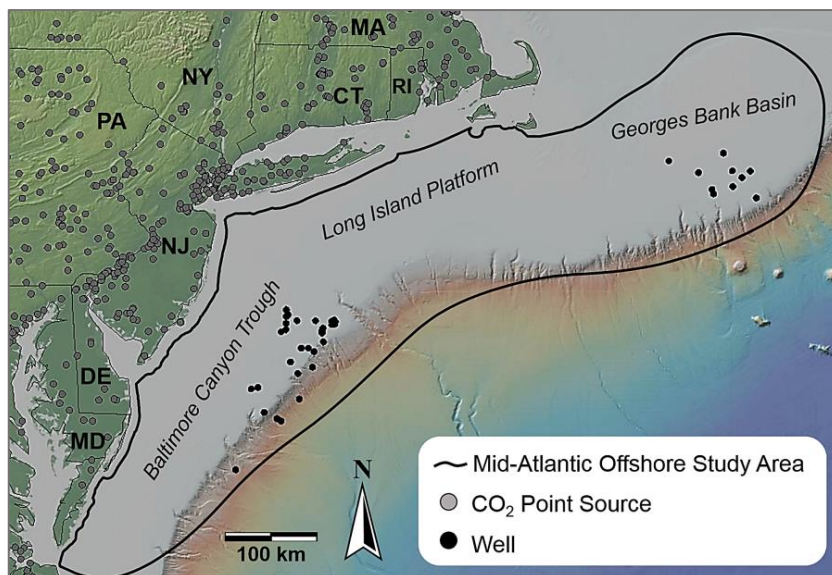 MA
NY
CT
RI
PA
Georges Bank Basin
Long Island Platform
NJ
Baltimore Canyon Trough
DE
MD
N
100 km
Mid-Atlantic Offshore Study Area
CO₂ Point Source
Well